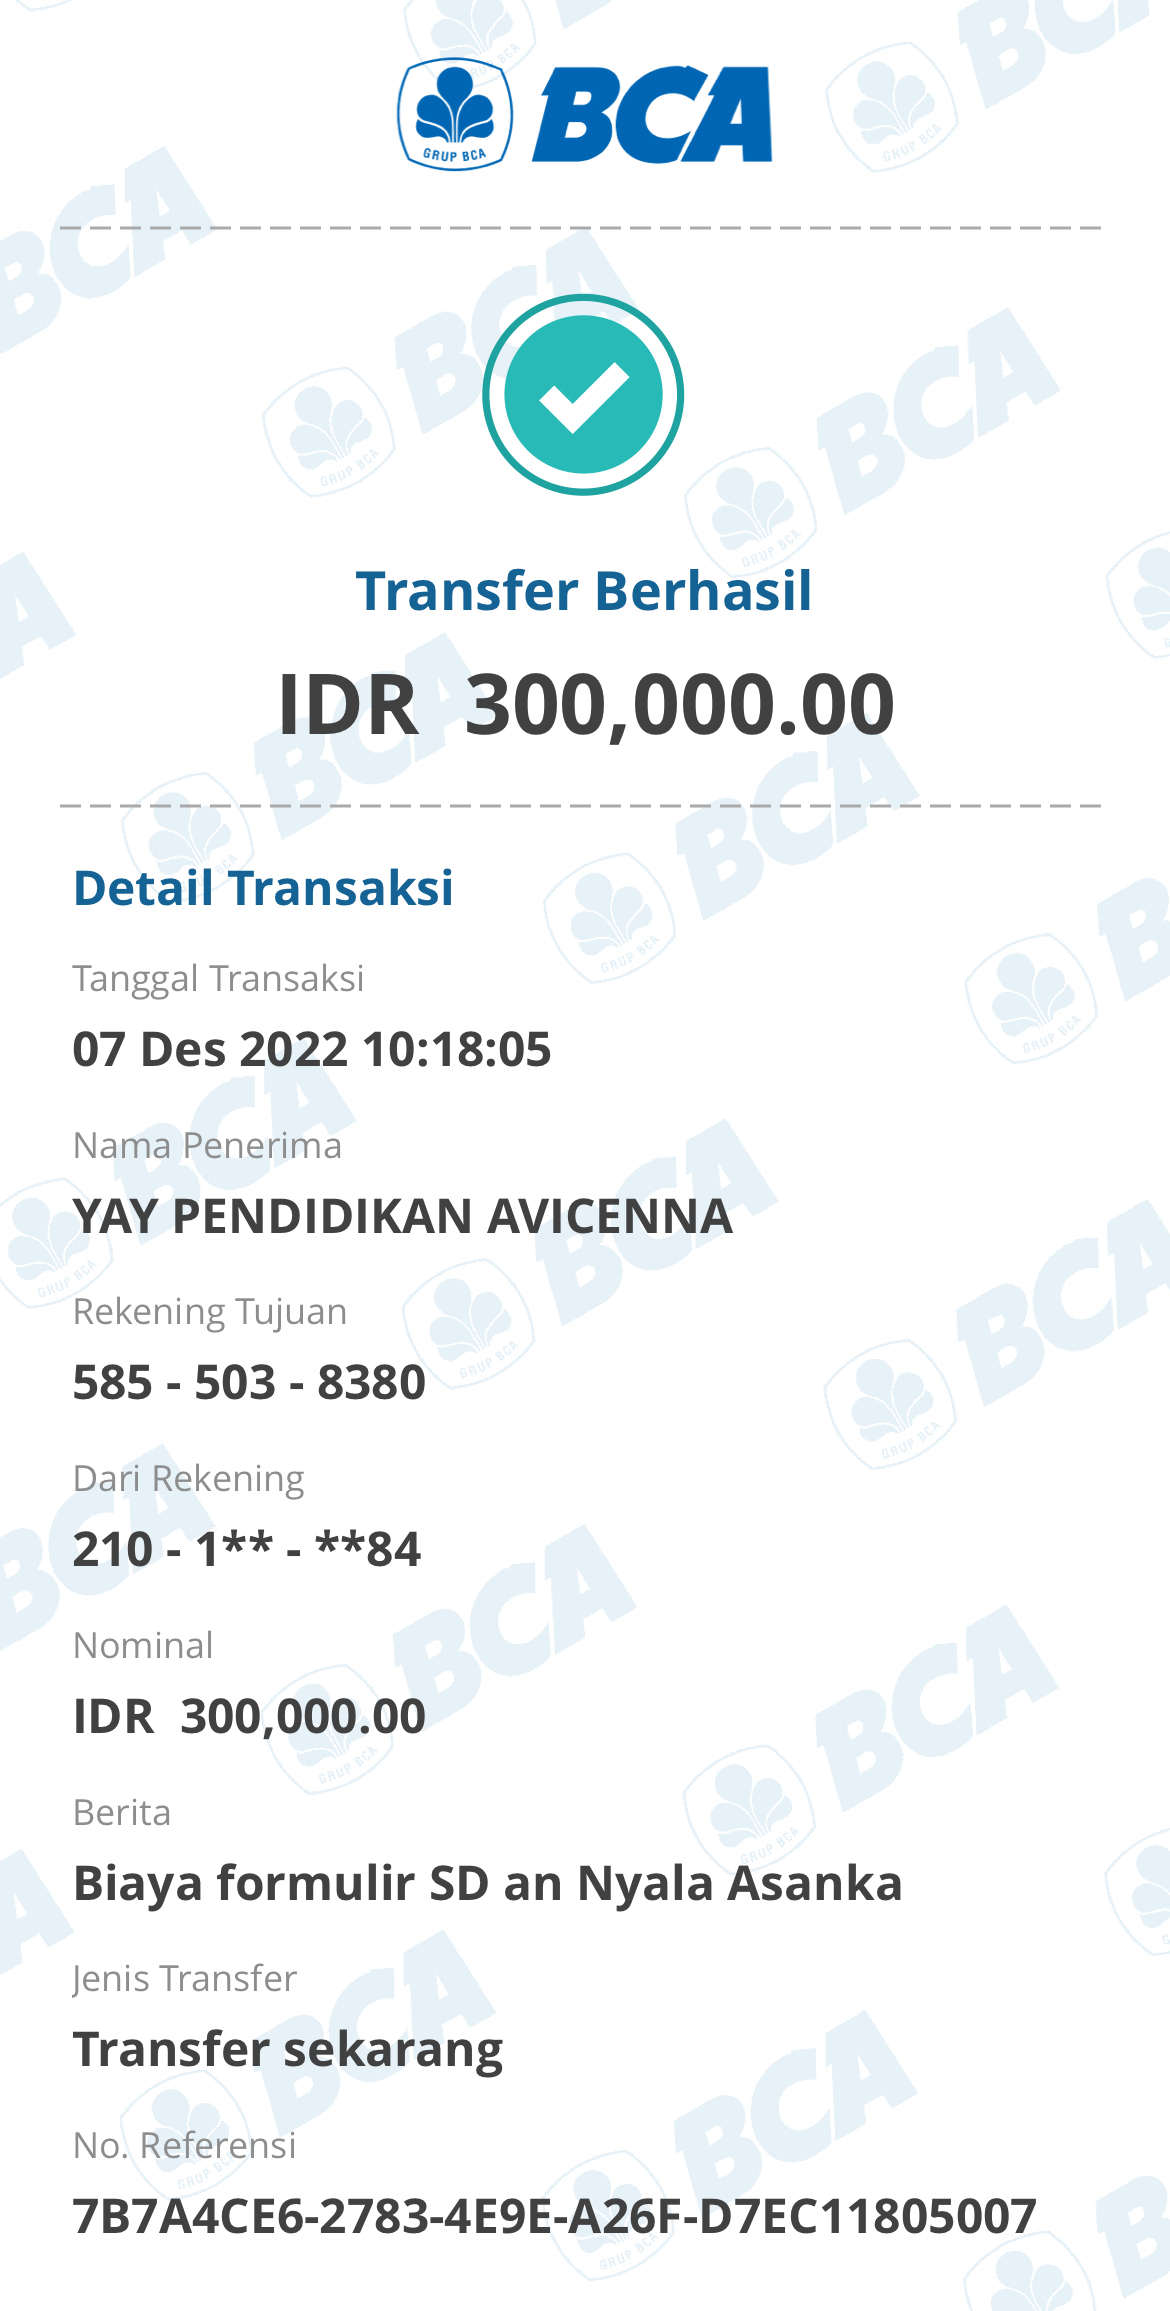 GRUP BCA
BCA
Transfer Berhasil
IDR 300,000.00
Detail Transaksi
Tanggal Transaksi
07 Des 2022 10:18:05
Nama Penerima
YAY PENDIDIKAN AVICENNA
Rekening Tujuan
585 - 503 - 8380
Dari Rekening
210 - 1** - **84
Nominal
IDR 300,000.00
Berita
Biaya formulir SD an Nyala Asanka
Jenis Transfer
Transfer sekarang
No. Referensi
7B7A4CE6-2783-4E9E-A26F-D7EC11805007